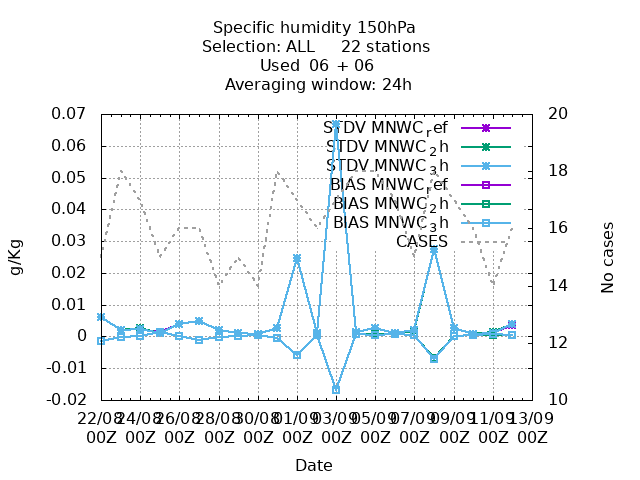 Specific humidity 150hPa
Selection: ALL 22 stations
Used 06 + 06
Averaging window: 24h
0.07
0.06
0.05
0.04
0.03
0.02
0.01
0
-0.01
-0.02
20
18
16
14
12
10
g/Kg
No cases
STDV MNWC_ref
STDV MNWC_2h
STDV MNWC_3h
BIAS MNWC_ref
BIAS MNWC_2h
BIAS MNWC_3h
CASES
22/08 24/08 26/08 28/08 30/08 01/09 03/09 05/09 07/09 09/09 11/09 13/09
00Z 00Z 00Z 00Z 00Z 00Z 00Z 00Z 00Z 00Z 00Z 00Z
Date